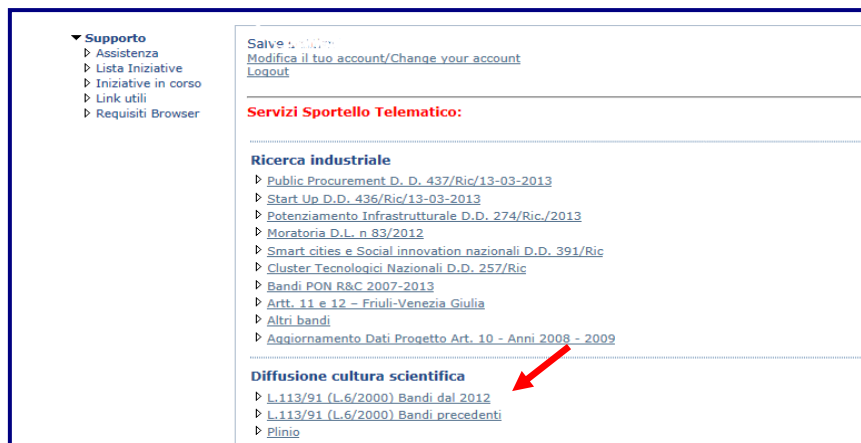 Supporto
Assistenza
Lista Iniziative
Iniziative in corso
Link utili
Requisiti Browser
Salve
Modifica il tuo account/Change your account
Logout
Servizi Sportello Telematico:
Ricerca industriale
Public Procurement D. D. 437/Ric/13-03-2013
Start Up D.D. 436/Ric/13-03-2013
Potenziamento Infrastrutturale D.D. 274/Ric./2013
Moratoria D.L. n 83/2012
Smart cities e Social innovation nazionali D.D. 391/Ric
Cluster Tecnologici Nazionali D.D. 257/Ric
Bandi PON R&C 2007-2013
Artt. 11 e 12 – Friuli-Venezia Giulia
Altri bandi
Aggiornamento Dati Progetto Art. 10 - Anni 2008 - 2009
Diffusione cultura scientifica
L.113/91 (L.6/2000) Bandi dal 2012
L.113/91 (L.6/2000) Bandi precedenti
Plinio